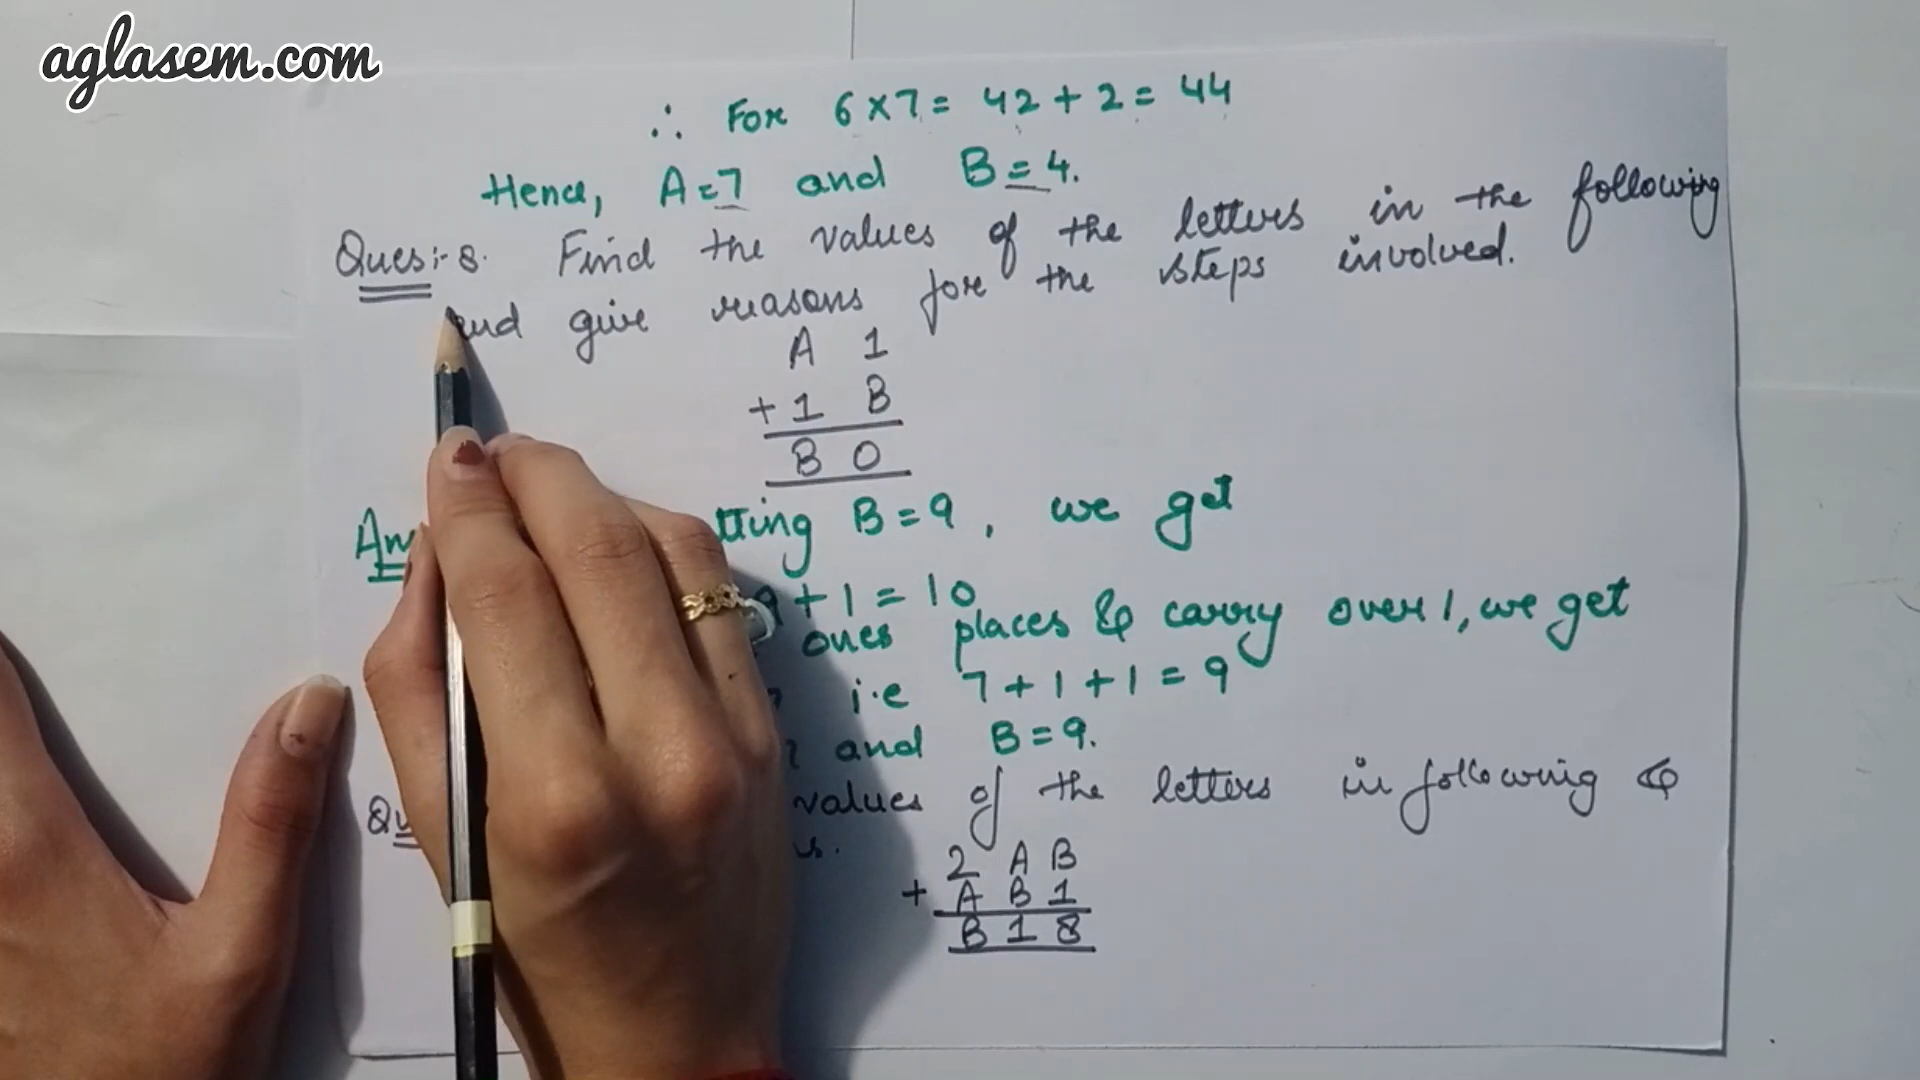 aglasem.com
∴ For 6×7= 42+2= 44
Hence, A=7 and B=4.
Ques:-8. Find the values of the letters in the following
and give reasons for the steps involved.
A 1
+ 1 B
B 0
B=9, we get
9+1=10
ones places & carry over 1, we get
i.e 7+1+1=9
and B=9.
values of the letters in following &
2 A B
+ A B 1
B 1 8